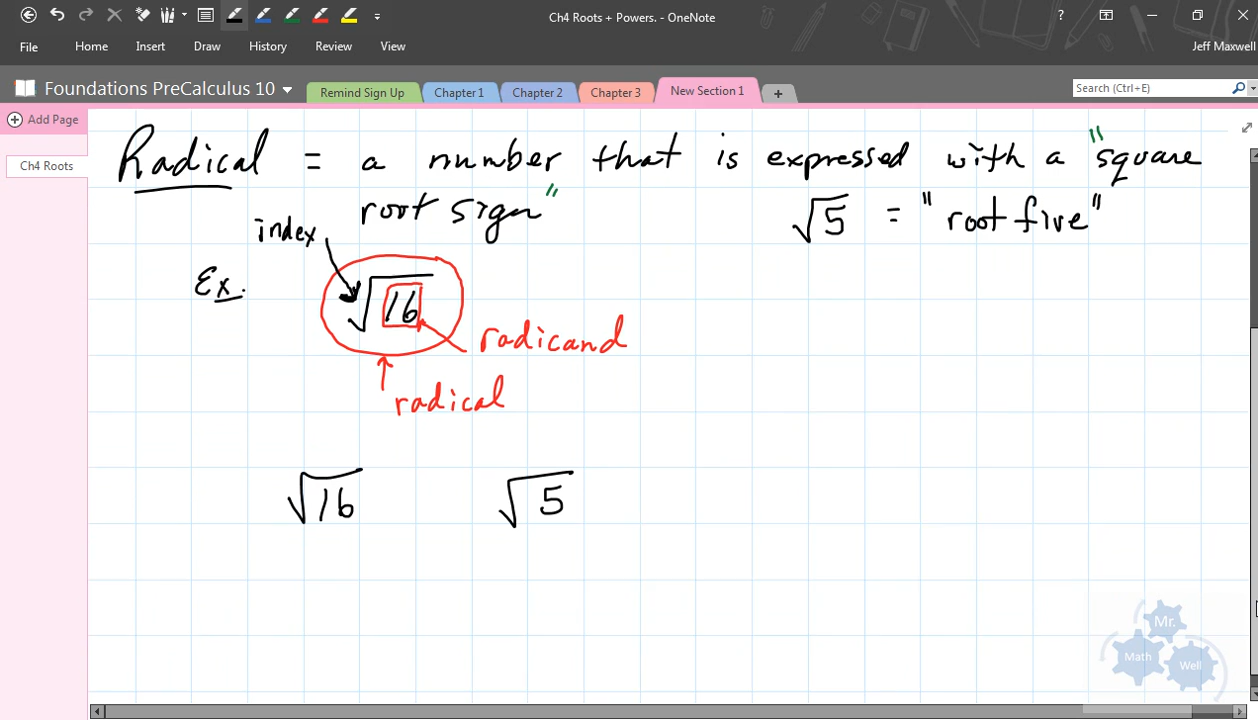 Ch4 Roots + Powers. - OneNote
?
File
Home
Insert
Draw
History
Review
View
Jeff Maxwell
Foundations PreCalculus 10
Remind Sign Up
Chapter 1
Chapter 2
Chapter 3
New Section 1
+
Search (Ctrl+E)
Add Page
Ch4 Roots
Radical = a number that is expressed with a "square
root sign"
√5 = "root five"
index
Ex.
√16
radicand
radical
√16 √5
Mr.
Math Well